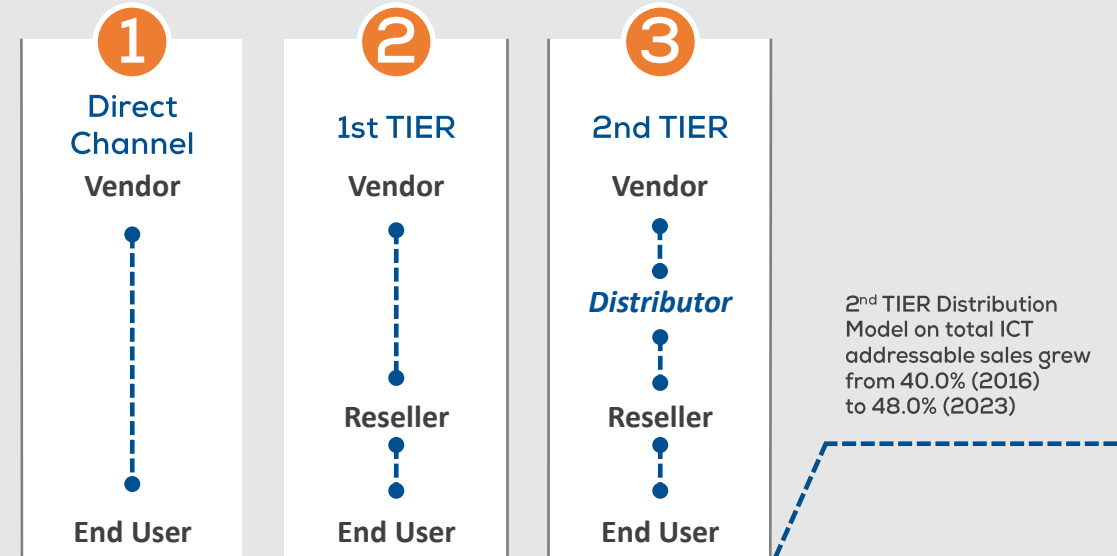 1
Direct
Channel
Vendor
End User
2
1st TIER
Vendor
Reseller
End User
3
2nd TIER
Vendor
Distributor
Reseller
End User
2nd TIER Distribution
Model on total ICT
addressable sales grew
from 40.0% (2016)
to 48.0% (2023)